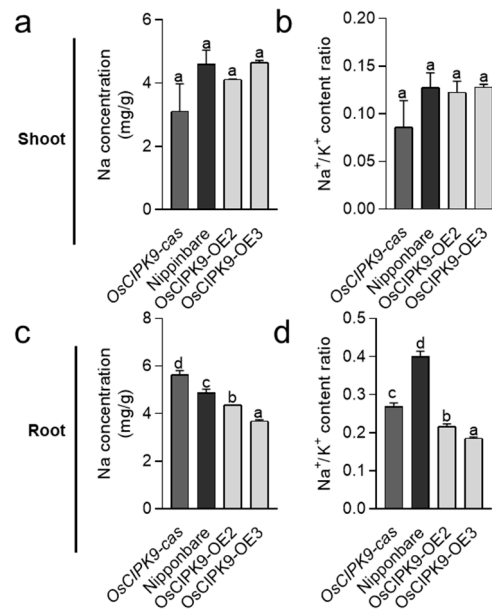 a
Shoot
Na concentration
(mg/g)
6
4
2
0
a
a
a
a
OsCIPK9-cas
Nippinbare
OsCIPK9-OE2
OsCIPK9-OE3
b
Na+/K+ content ratio
0.20
0.15
0.10
0.05
0.00
a
a
a
a
OsCIPK9-cas
Nipponbare
OsCIPK9-OE2
OsCIPK9-OE3
c
Root
Na concentration
(mg/g)
8
6
4
2
0
d
c
b
a
OsCIPK9-cas
Nipponbare
OsCIPK9-OE2
OsCIPK9-OE3
d
Na+/K+ content ratio
0.5
0.4
0.3
0.2
0.1
0.0
c
d
b
a
OsCIPK9-cas
Nipponbare
OsCIPK9-OE2
OsCIPK9-OE3